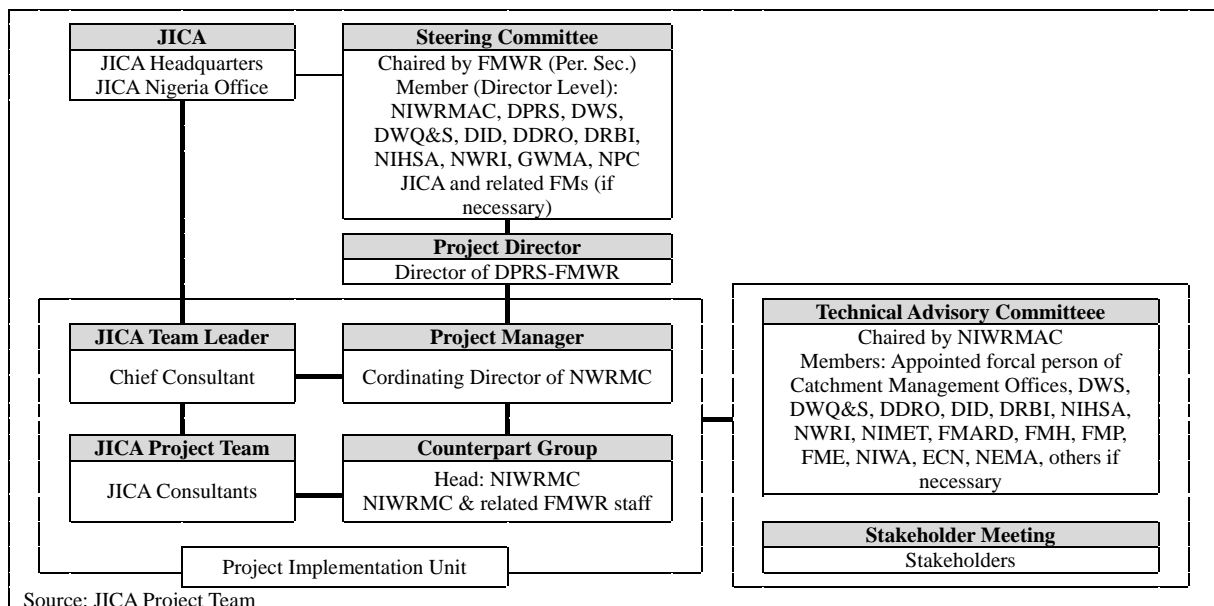 JICA
JICA Headquarters
JICA Nigeria Office
Steering Committee
Chaired by FMWR (Per. Sec.)
Member (Director Level):
NIWRMAC, DPRS, DWS,
DWQ&S, DID, DDRO, DRBI,
NIHSA, NWRI, GWMA, NPC
JICA and related FMs (if
necessary)
Project Director
Director of DPRS-FMWR
JICA Team Leader
Chief Consultant
Project Manager
Cordinating Director of NWRMC
JICA Project Team
JICA Consultants
Counterpart Group
Head: NIWRMC
NIWRMC & related FMWR staff
Project Implementation Unit
Technical Advisory Committeee
Chaired by NIWRMAC
Members: Appointed forcal person of
Catchment Management Offices, DWS,
DWQ&S, DDRO, DID, DRBI, NIHSA,
NWRI, NIMET, FMARD, FMH, FMP,
FME, NIWA, ECN, NEMA, others if
necessary
Stakeholder Meeting
Stakeholders
Source: JICA Project Team